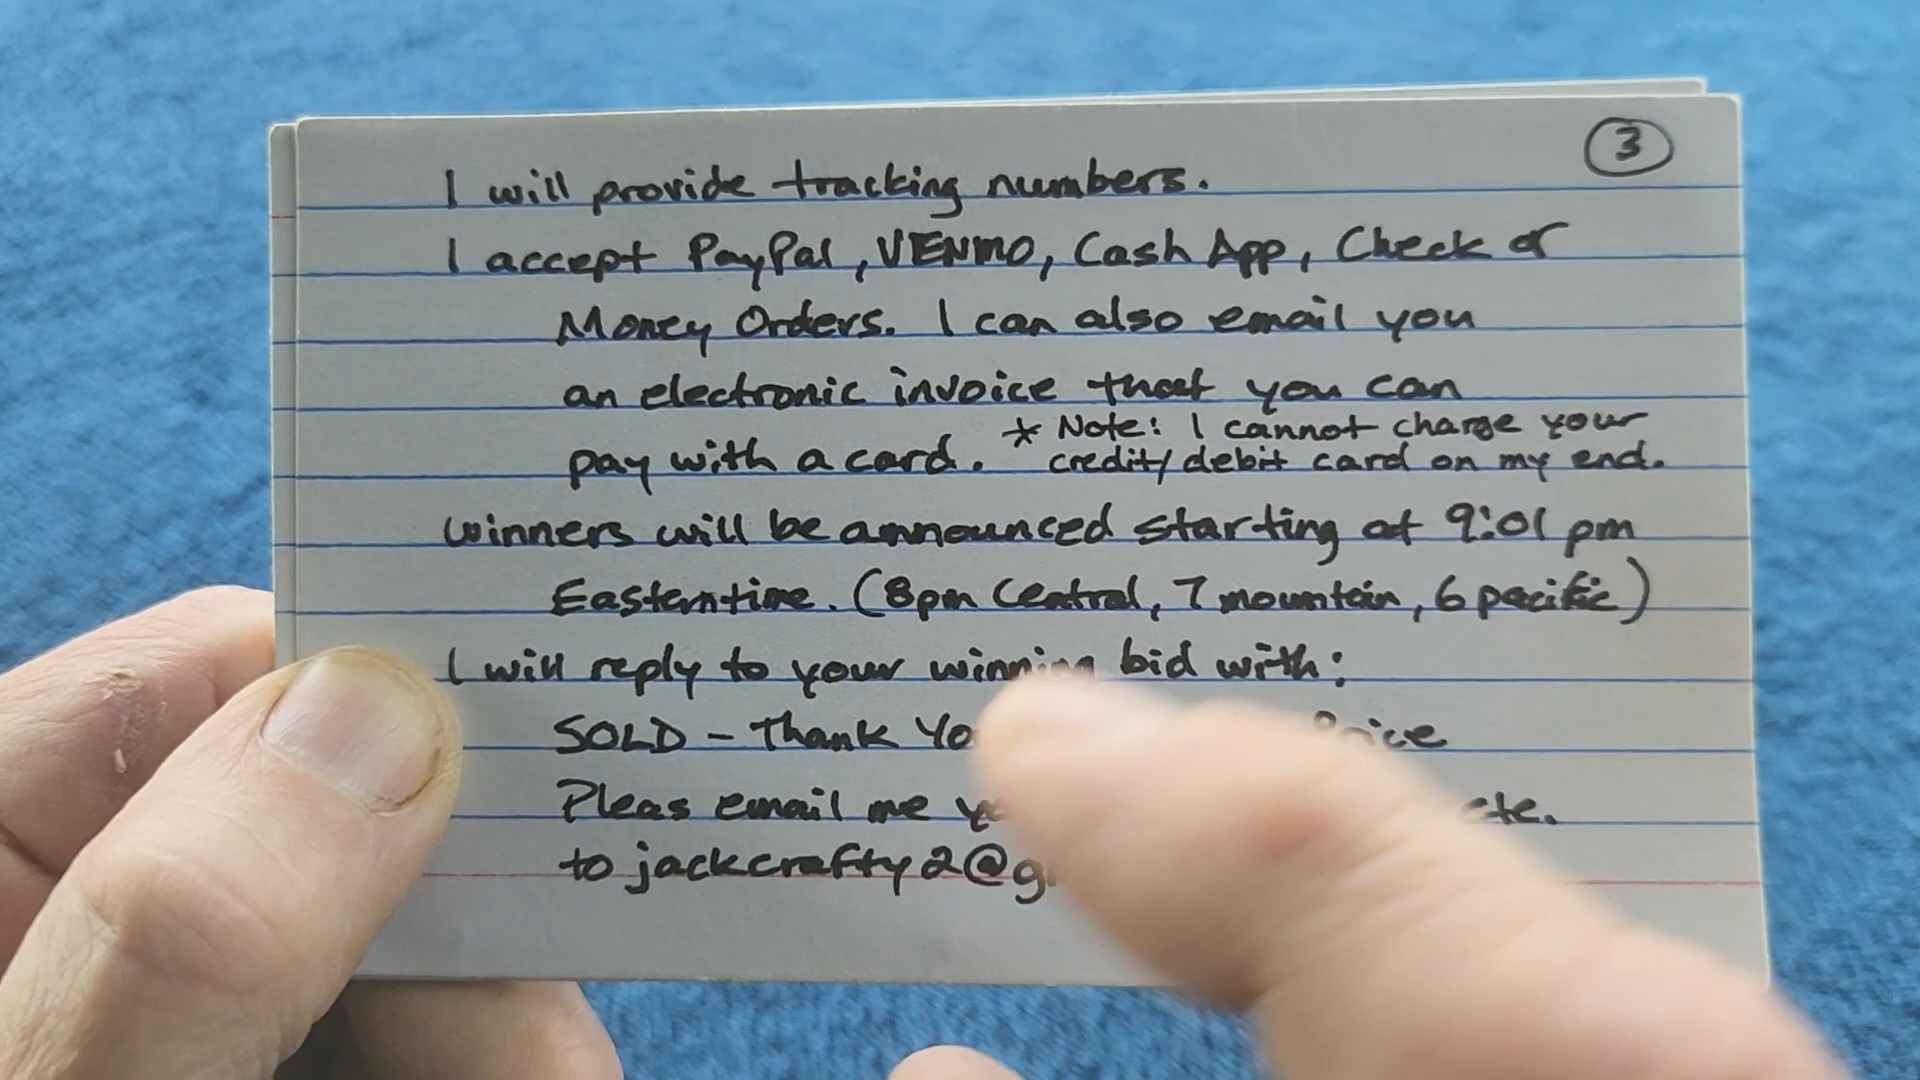 3
I will provide tracking numbers.
I accept PayPal, VENMO, Cash App, Check or
Money Orders. I can also email you
an electronic invoice that you can
pay with a card. * Note: I cannot charge your
credit/debit card on my end.
Winners will be announced starting at 9:01 pm
Eastern time. (8pm Central, 7 mountain, 6 pacific)
I will reply to your winning bid with:
SOLD - Thank Price
Pleas email me etc.
to jackcrafty2@g